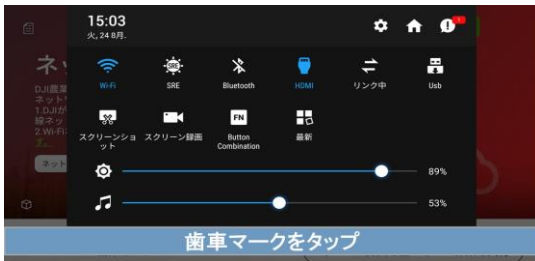 15:03
火, 24 8月.
1
ネッ
DJI農業
ネット
1.DJIが
線ネッ
2.Wi-Fi
Wi-Fi
SRE
SRE
Bluetooth
HDMI
リンク中
Usb
スクリーンショ
ット
スクリーン録画
FN
Button
Combination
最新
ネット
89%
53%
歯車マークをタップ